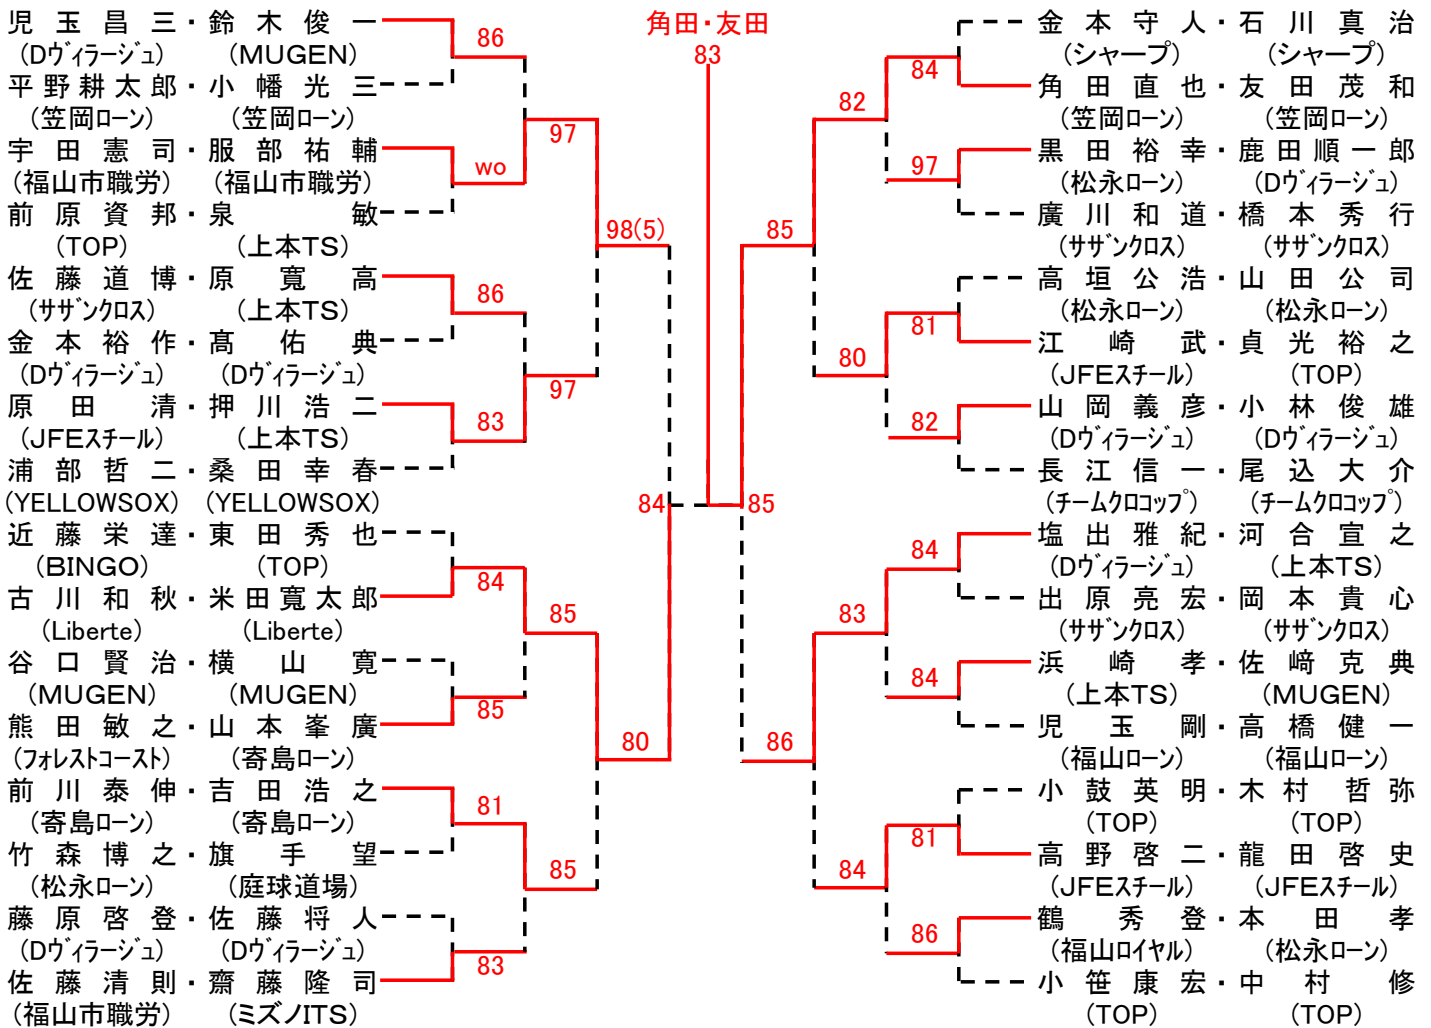 児玉昌三・鈴木俊一
(Dヴィラージュ) (MUGEN)
86
平野耕太郎・小幡光三
(笠岡ローン) (笠岡ローン)
97
宇田憲司・服部祐輔
(福山市職労) (福山市職労)
wo
前原資邦・泉敏
(TOP) (上本TS)
98(5)
佐藤道博・原寛高
(サザンクロス) (上本TS)
86
金本裕作・髙佑典
(Dヴィラージュ) (Dヴィラージュ)
97
原田清・押川浩二
(JFEスチール) (上本TS)
83
浦部哲二・桑田幸春
(YELLOWSOX) (YELLOWSOX)
84
近藤栄達・東田秀也
(BINGO) (TOP)
84
古川和秋・米田寛太郎
(Liberte) (Liberte)
85
谷口賢治・横山寛
(MUGEN) (MUGEN)
85
熊田敏之・山本峯廣
(フォレストコースト) (寄島ローン)
80
前川泰伸・吉田浩之
(寄島ローン) (寄島ローン)
81
竹森博之・旗手望
(松永ローン) (庭球道場)
85
藤原啓登・佐藤将人
(Dヴィラージュ) (Dヴィラージュ)
83
佐藤清則・齋藤隆司
(福山市職労) (ミズノITS)
角田・友田
83
金本守人・石川真治
(シャープ) (シャープ)
84
角田直也・友田茂和
(笠岡ローン) (笠岡ローン)
82
黒田裕幸・鹿田順一郎
(松永ローン) (Dヴィラージュ)
97
廣川和道・橋本秀行
(サザンクロス) (サザンクロス)
85
高垣公浩・山田公司
(松永ローン) (松永ローン)
81
江崎武・貞光裕之
(JFEスチール) (TOP)
80
山岡義彦・小林俊雄
(Dヴィラージュ) (Dヴィラージュ)
82
長江信一・尾込大介
(チームクロコップ) (チームクロコップ)
85
塩出雅紀・河合宣之
(Dヴィラージュ) (上本TS)
84
出原亮宏・岡本貴心
(サザンクロス) (サザンクロス)
83
浜崎孝・佐﨑克典
(上本TS) (MUGEN)
84
児玉剛・高橋健一
(福山ローン) (福山ローン)
86
小鼓英明・木村哲弥
(TOP) (TOP)
81
高野啓二・龍田啓史
(JFEスチール) (JFEスチール)
84
鶴秀登・本田孝
(福山ロイヤル) (松永ローン)
86
小笹康宏・中村修
(TOP) (TOP)